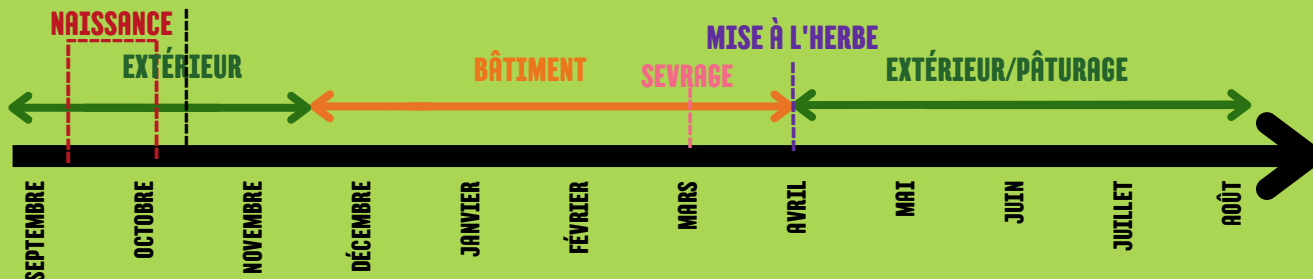 NAISSANCE
MISE À L'HERBE
EXTÉRIEUR
BÂTIMENT
SEVRAGE
EXTÉRIEUR/PÂTURAGE
SEPTEMBRE
OCTOBRE
NOVEMBRE
DÉCEMBRE
JANVIER
FÉVRIER
MARS
AVRIL
MAI
JUIN
JUILLET
AOÛT